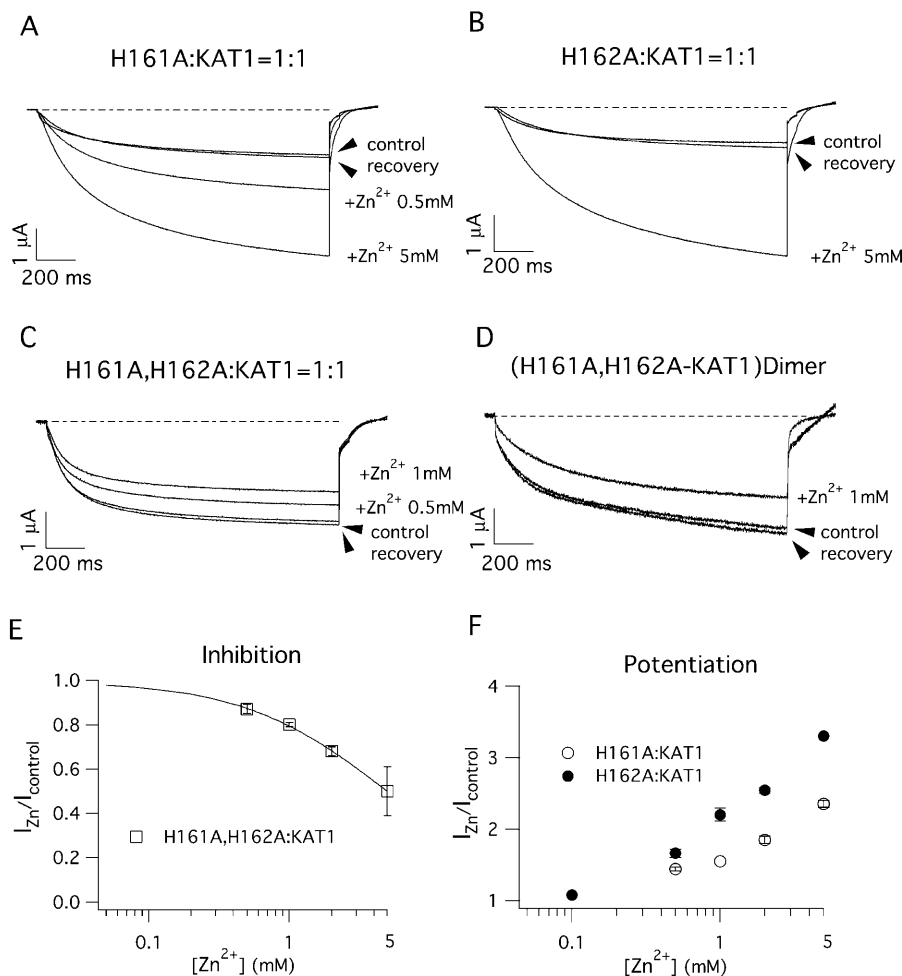 A
H161A:KAT1=1:1
control
recovery
+Zn2+ 0.5mM
+Zn2+ 5mM
1 µA
200 ms
B
H162A:KAT1=1:1
control
recovery
+Zn2+ 5mM
1 µA
200 ms
C
H161A,H162A:KAT1=1:1
+Zn2+ 1mM
+Zn2+ 0.5mM
control
recovery
1 µA
200 ms
D
(H161A,H162A-KAT1)Dimer
+Zn2+ 1mM
control
recovery
1 µA
200 ms
E
Inhibition
1.0
0.8
0.6
0.4
0.2
0.0
IZn/Icontrol
H161A,H162A:KAT1
0.1
1
5
[Zn2+] (mM)
F
Potentiation
4
3
2
1
IZn/Icontrol
H161A:KAT1
H162A:KAT1
0.1
1
5
[Zn2+] (mM)